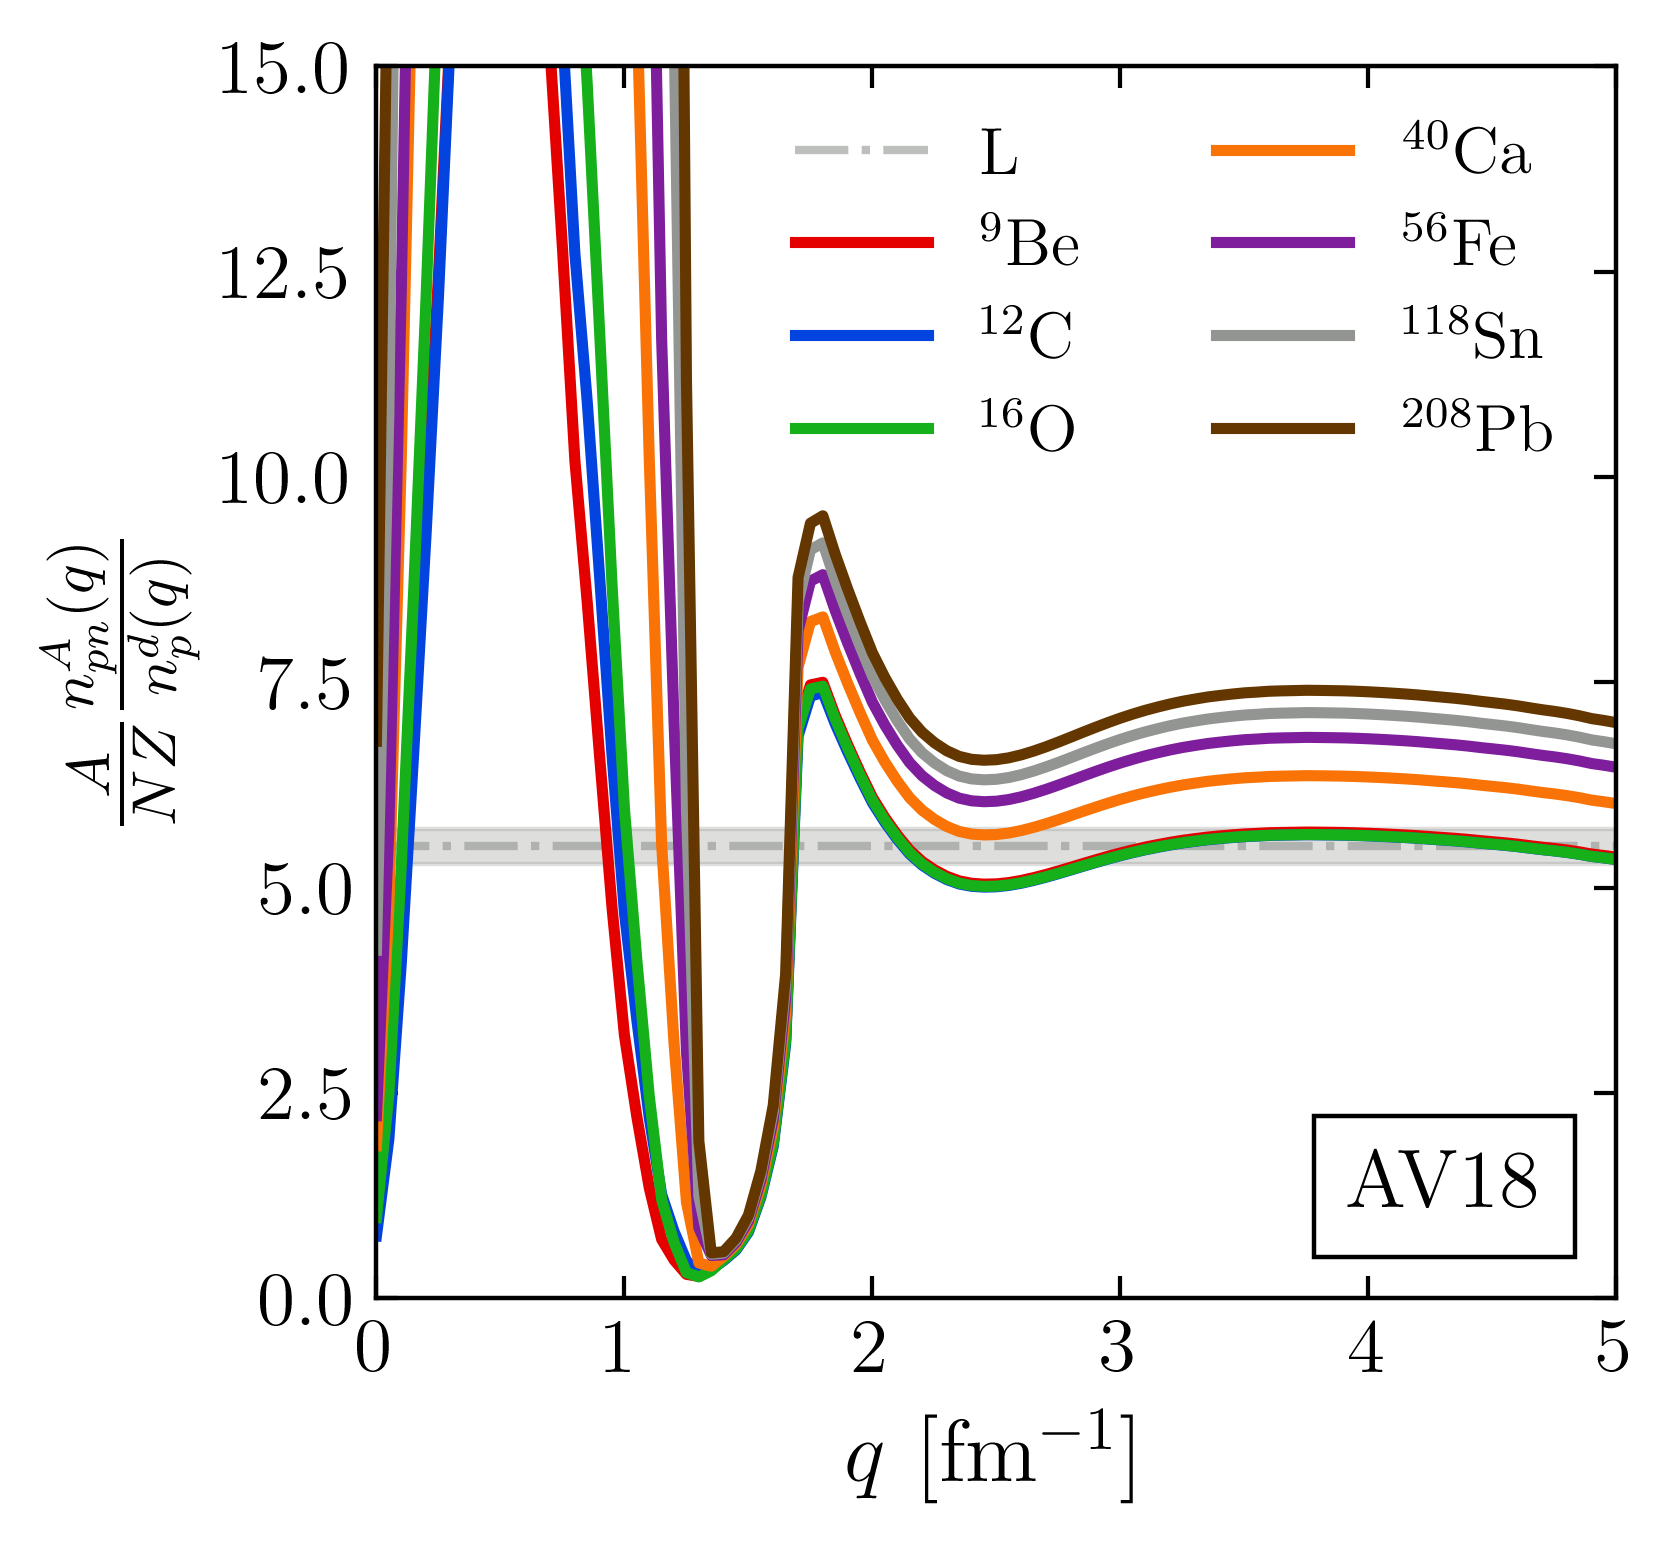 A/NZ n^A_pn(q)/n^d_p(q)
15.0
12.5
10.0
7.5
5.0
2.5
0.0
L
⁹Be
¹²C
¹⁶O
⁴⁰Ca
⁵⁶Fe
¹¹⁸Sn
²⁰⁸Pb
AV18
0 1 2 3 4 5
q [fm⁻¹]